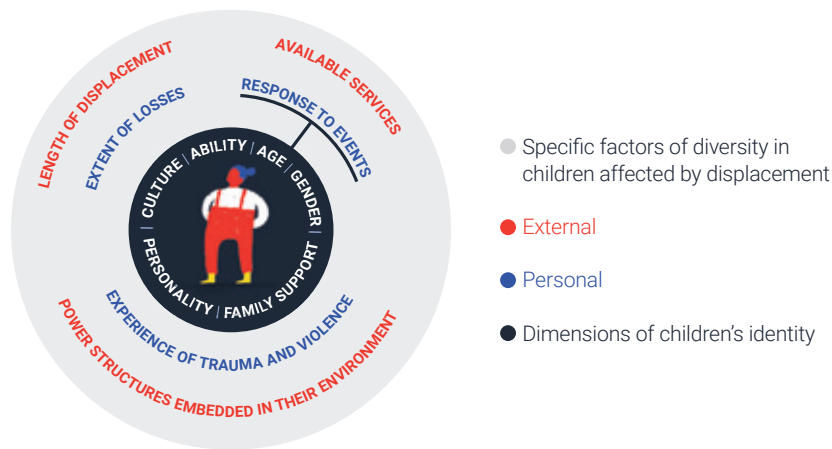 LENGTH OF DISPLACEMENT
AVAILABLE SERVICES
EXTENT OF LOSSES
RESPONSE TO EVENTS
CULTURE | ABILITY | AGE | GENDER |
PERSONALITY | FAMILY SUPPORT
EXPERIENCE OF TRAUMA AND VIOLENCE
POWER STRUCTURES EMBEDDED IN THEIR ENVIRONMENT
Specific factors of diversity in
children affected by displacement
External
Personal
Dimensions of children’s identity